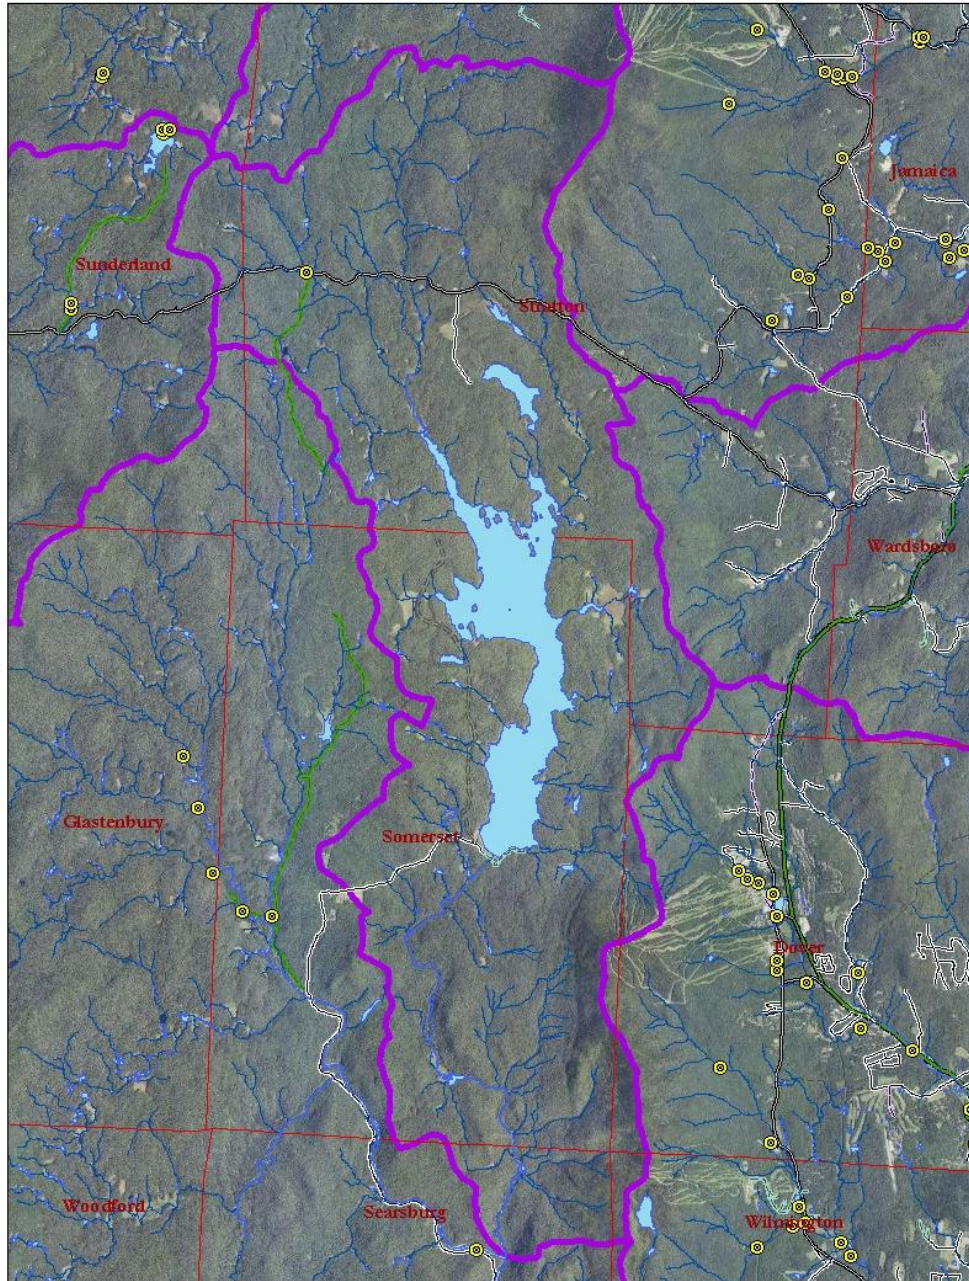 Jamaica
Sunderland
Stratton
Wardsboro
Glastenbury
Somerset
Dover
Woodford
Searsburg
Wilmington